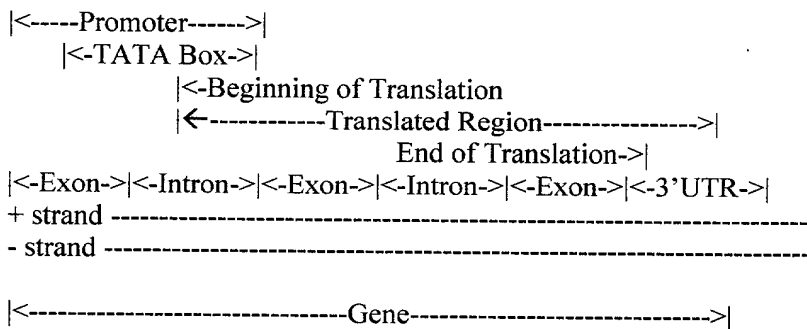 |<-----Promoter------>|
|<-TATA Box->|
|<-Beginning of Translation
|←------------Translated Region---------------->|
End of Translation->|
|<-Exon->|<-Intron->|<-Exon->|<-Intron->|<-Exon->|<-3'UTR->|
+ strand ----------------------------------------------------------------------
- strand ----------------------------------------------------------------------
|<-------------------------------Gene----------------------------->|